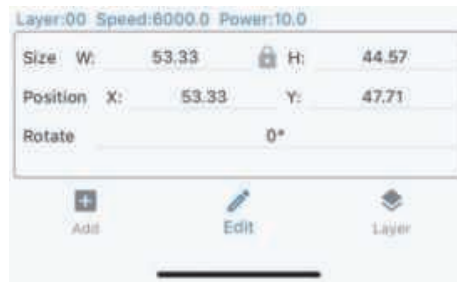 Layer:00 Speed:6000.0 Power:10.0
Size W: 53.33 H: 44.57
Position X: 53.33 Y: 47.71
Rotate 0°
Add Edit Layer